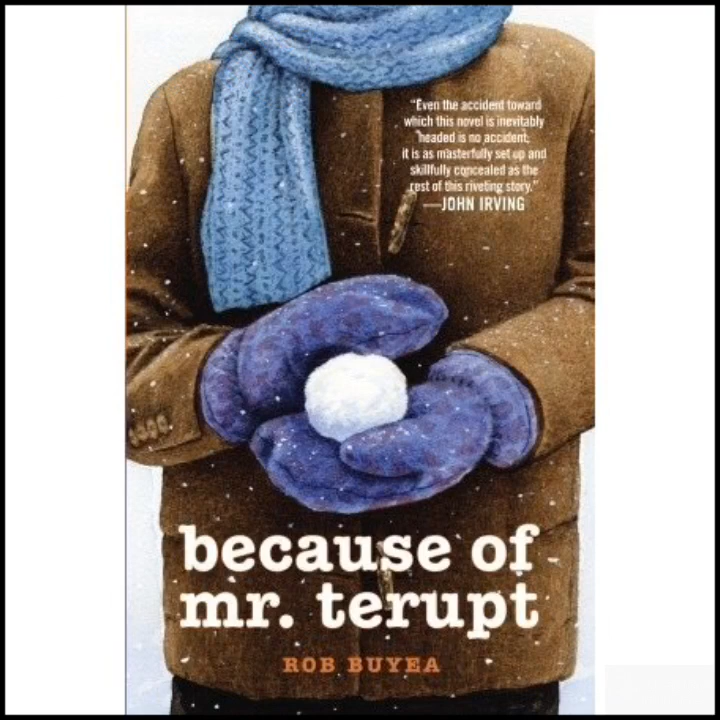 “Even the accident toward
which this novel is inevitably
headed is no accident;
it is as masterfully set up and
skillfully concealed as the
rest of this riveting story.”
—JOHN IRVING
because of
mr. terupt
ROB BUYEA